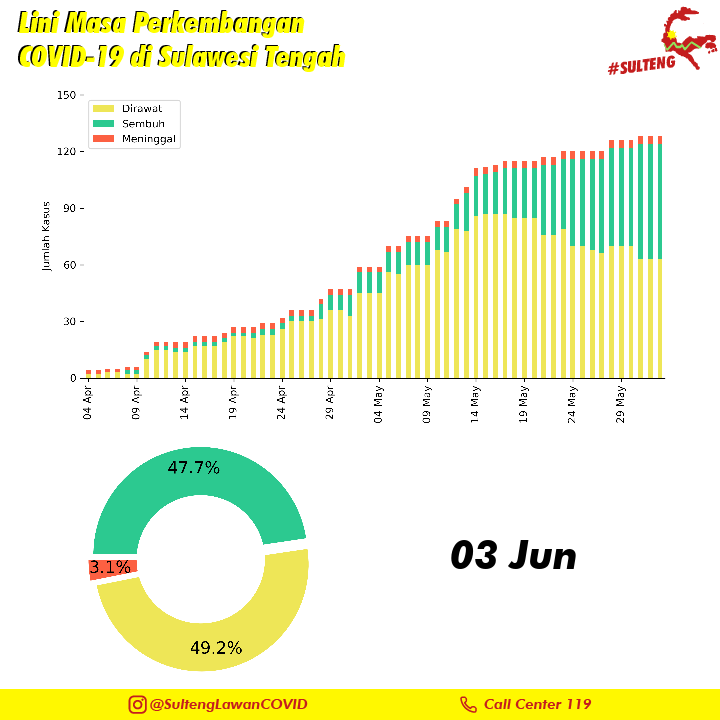 Lini Masa Perkembangan
COVID-19 di Sulawesi Tengah
#SULTENG
150
120
90
60
30
0
Jumlah Kasus
Dirawat
Sembuh
Meninggal
04 Apr
09 Apr
14 Apr
19 Apr
24 Apr
29 Apr
04 May
09 May
14 May
19 May
24 May
29 May
47.7%
3.1%
49.2%
03 Jun
@SultengLawanCOVID
Call Center 119